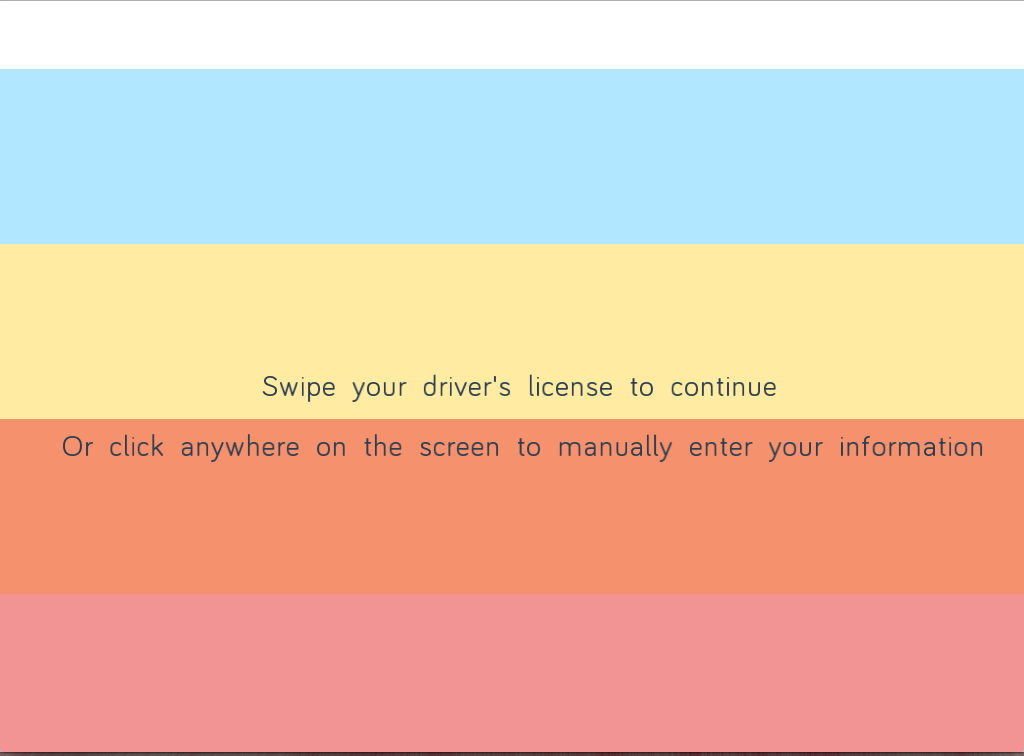 Swipe your driver's license to continue
Or click anywhere on the screen to manually enter your information